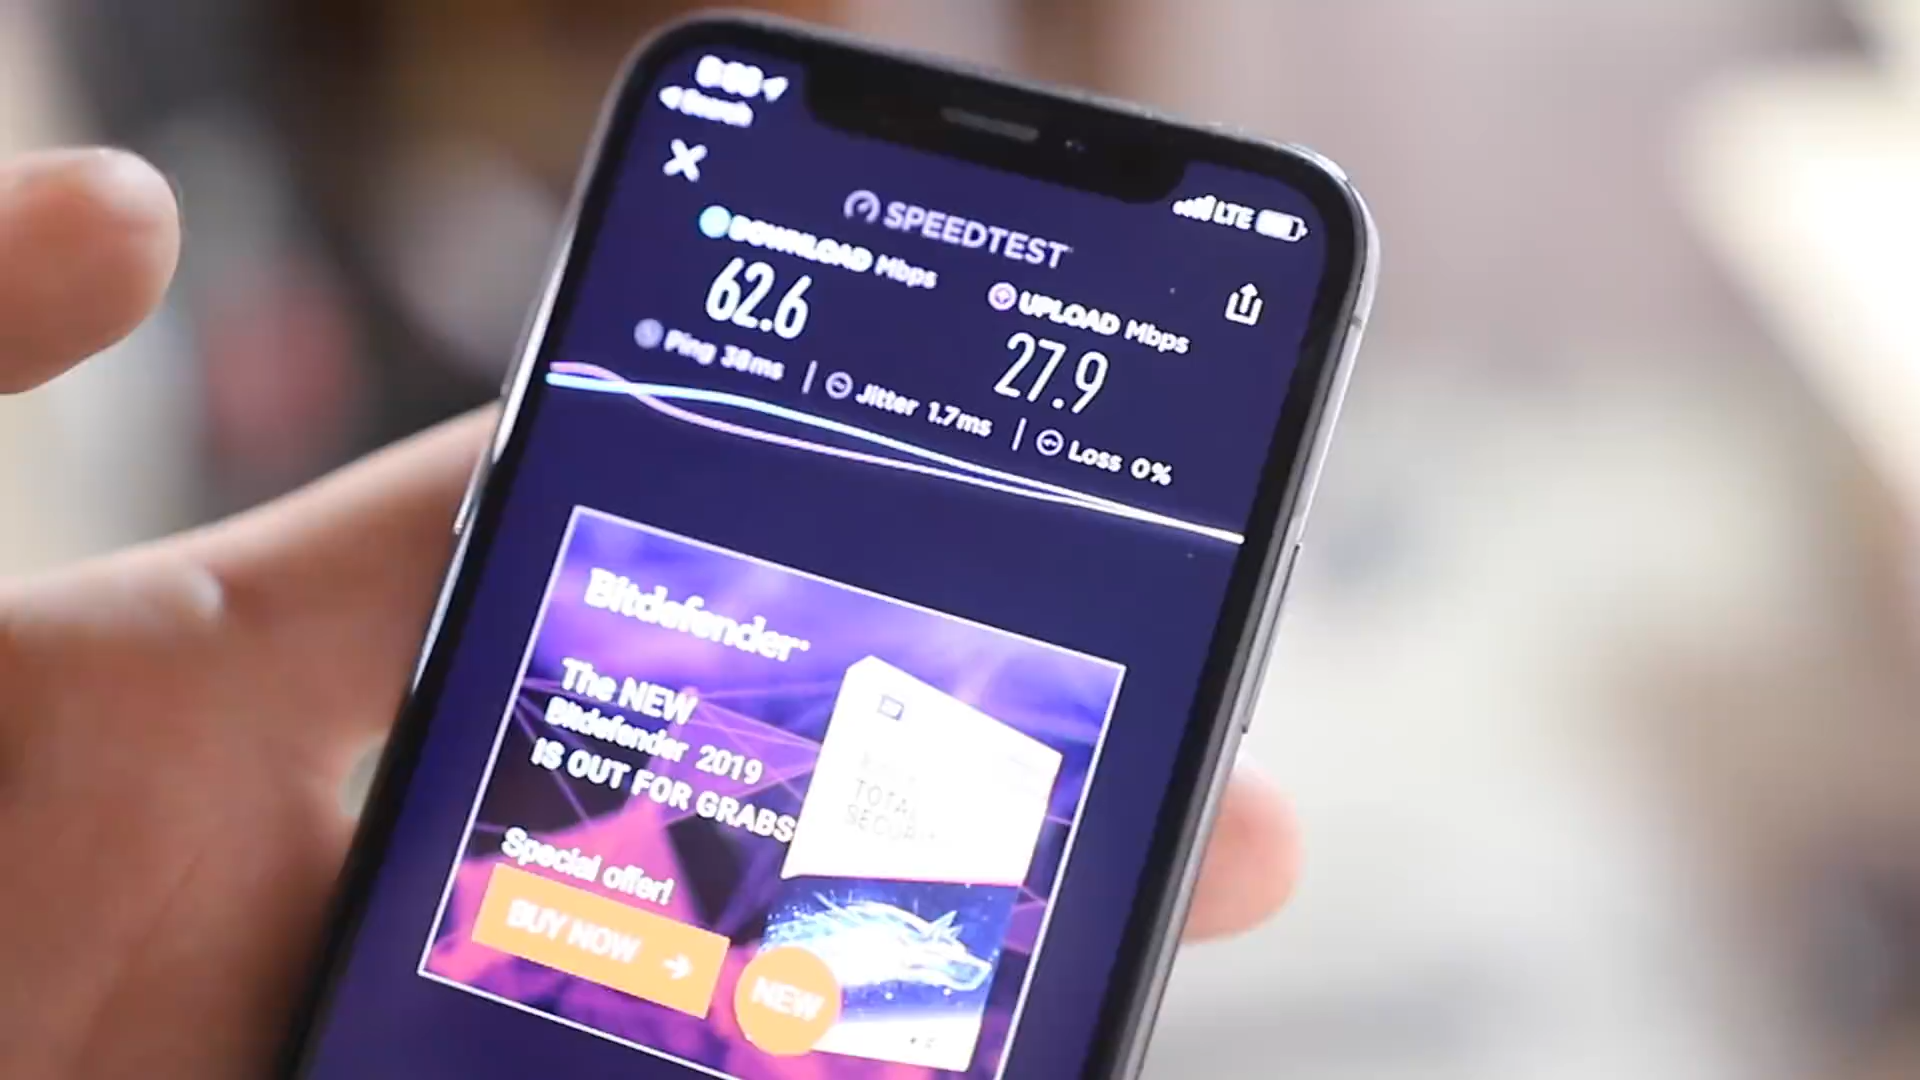 Search
SPEEDTEST
LTE
DOWNLOAD Mbps
62.6
UPLOAD Mbps
27.9
Ping 38ms
Jitter 1.7ms
Loss 0%
Bitdefender
The NEW
Bitdefender 2019
IS OUT FOR GRABS
Special offer!
BUY NOW
NEW
TOTAL
SECURITY